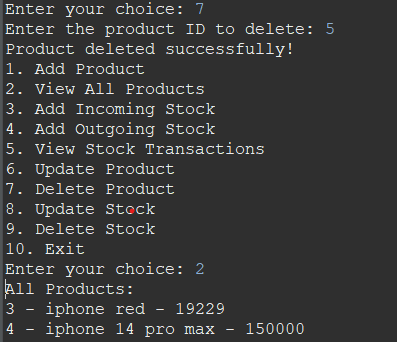 Enter your choice: 7
Enter the product ID to delete: 5
Product deleted successfully!
1. Add Product
2. View All Products
3. Add Incoming Stock
4. Add Outgoing Stock
5. View Stock Transactions
6. Update Product
7. Delete Product
8. Update Stock
9. Delete Stock
10. Exit
Enter your choice: 2
All Products:
3 - iphone red - 19229
4 - iphone 14 pro max - 150000